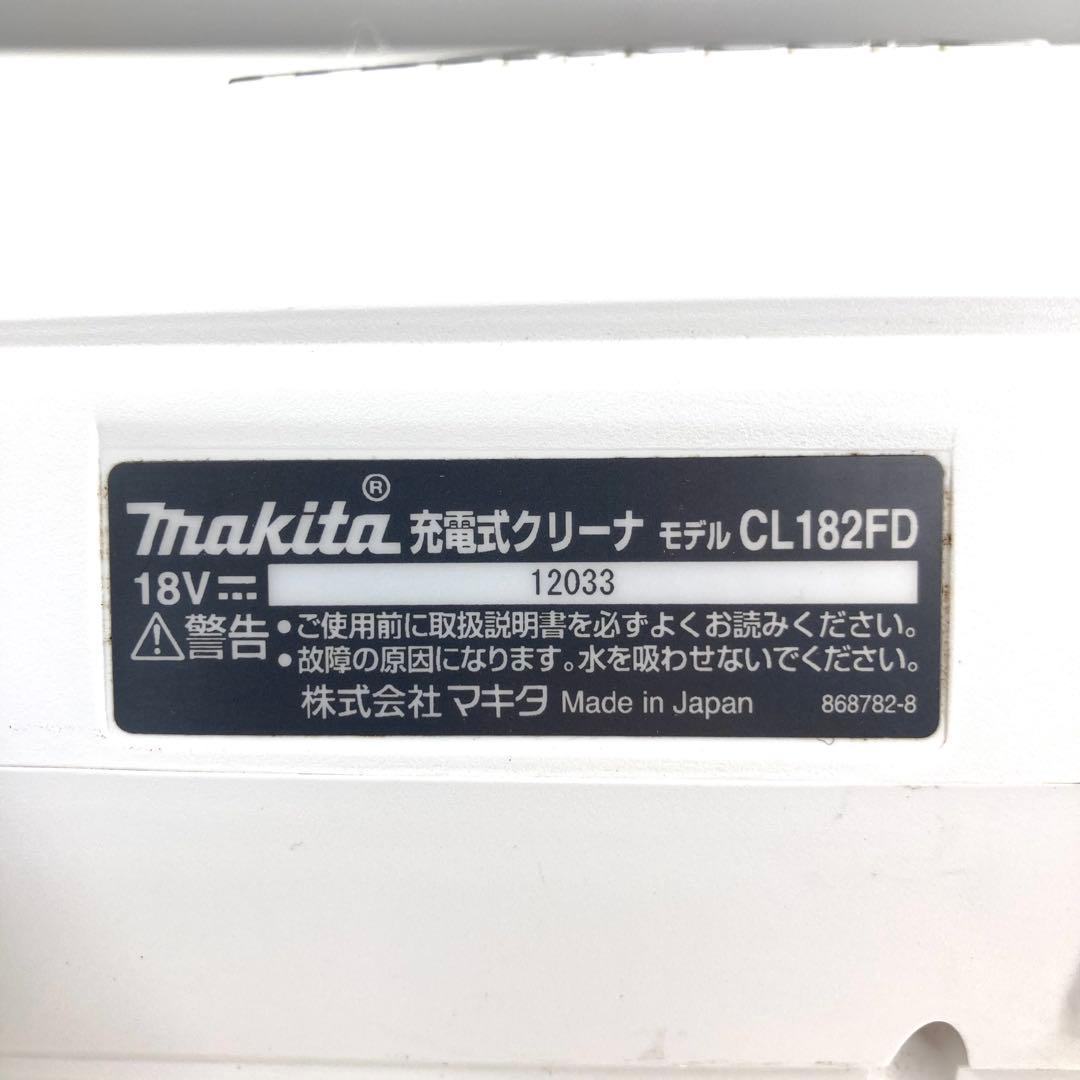 makita® 充電式クリーナ モデル CL182FD
18V⎓ 12033
⚠警告 •ご使用前に取扱説明書を必ずよくお読みください。
•故障の原因になります。水を吸わせないでください。
株式会社 マキタ Made in Japan 868782-8